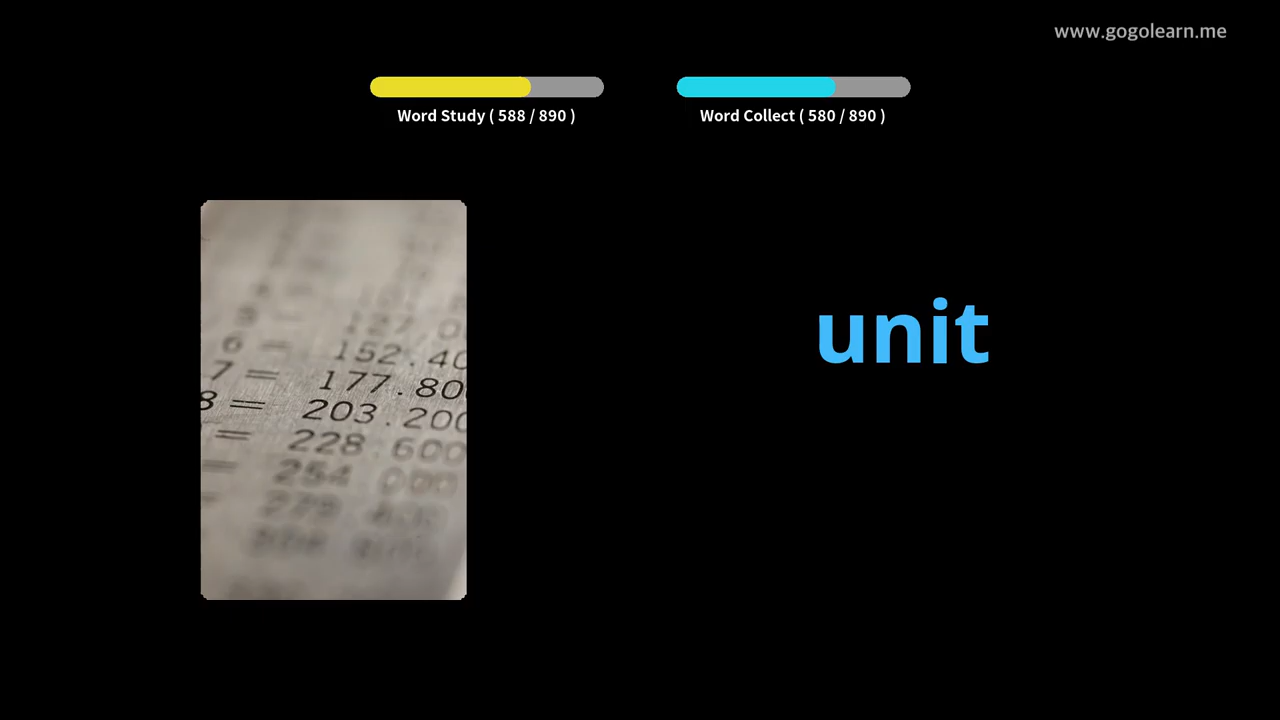 www.gogolearn.me
Word Study ( 588 / 890 )
Word Collect ( 580 / 890 )
unit
6 = 152.40
7 = 177.80
8 = 203.200
= 228.600
= 254 000